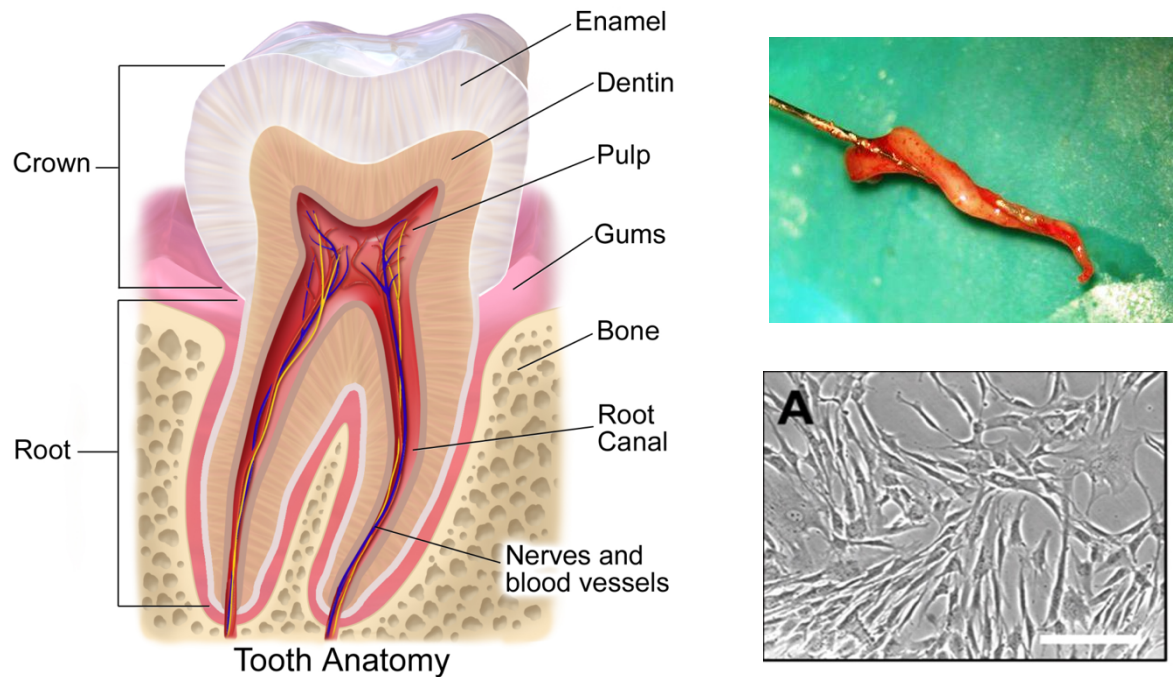 Enamel
Dentin
Crown
Pulp
Gums
Bone
Root
Canal
Root
Nerves and
blood vessels
Tooth Anatomy
A